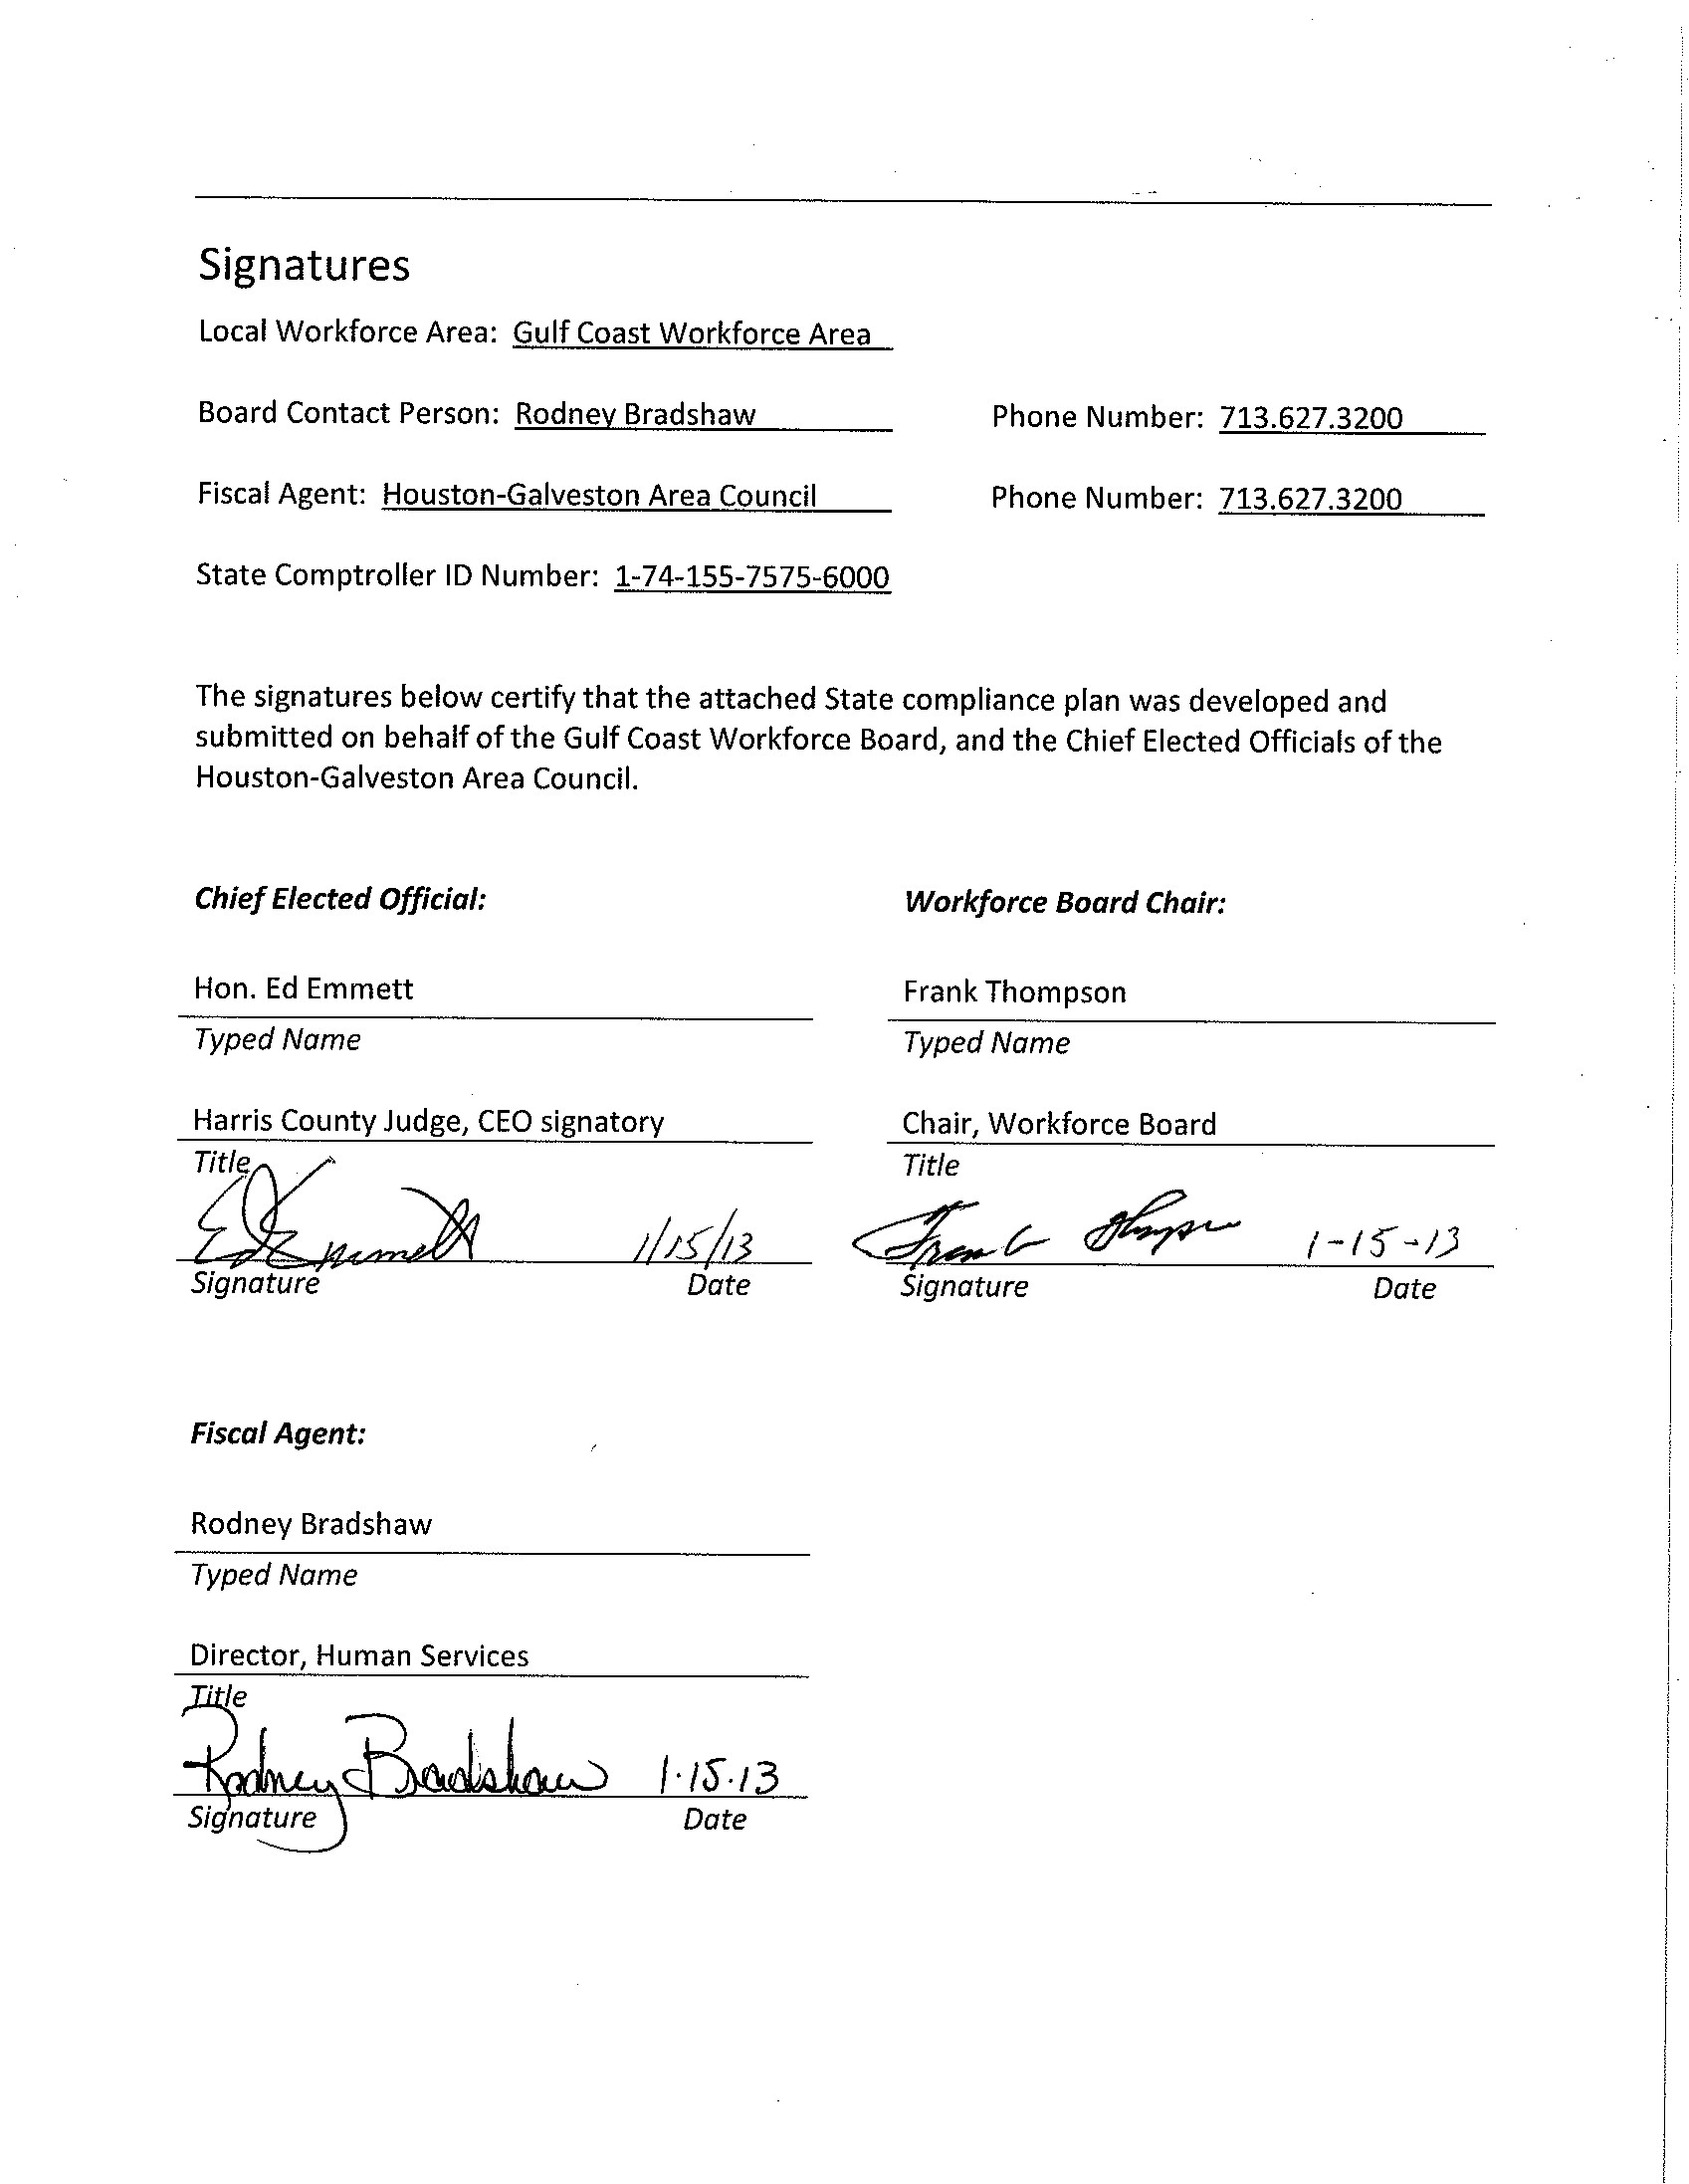 Signatures
Local Workforce Area: Gulf Coast Workforce Area
Board Contact Person: Rodney Bradshaw Phone Number: 713.627.3200
Fiscal Agent: Houston-Galveston Area Council Phone Number: 713.627.3200
State Comptroller ID Number: 1-74-155-7575-6000
The signatures below certify that the attached State compliance plan was developed and
submitted on behalf of the Gulf Coast Workforce Board, and the Chief Elected Officials of the
Houston-Galveston Area Council.
Chief Elected Official: Workforce Board Chair:
Hon. Ed Emmett Frank Thompson
Typed Name Typed Name
Harris County Judge, CEO signatory Chair, Workforce Board
Title Title
Ed Emmett 1/15/13 Frank Thompson 1-15-13
Signature Date Signature Date
Fiscal Agent:
Rodney Bradshaw
Typed Name
Director, Human Services
Title
Rodney Bradshaw 1.15.13
Signature Date